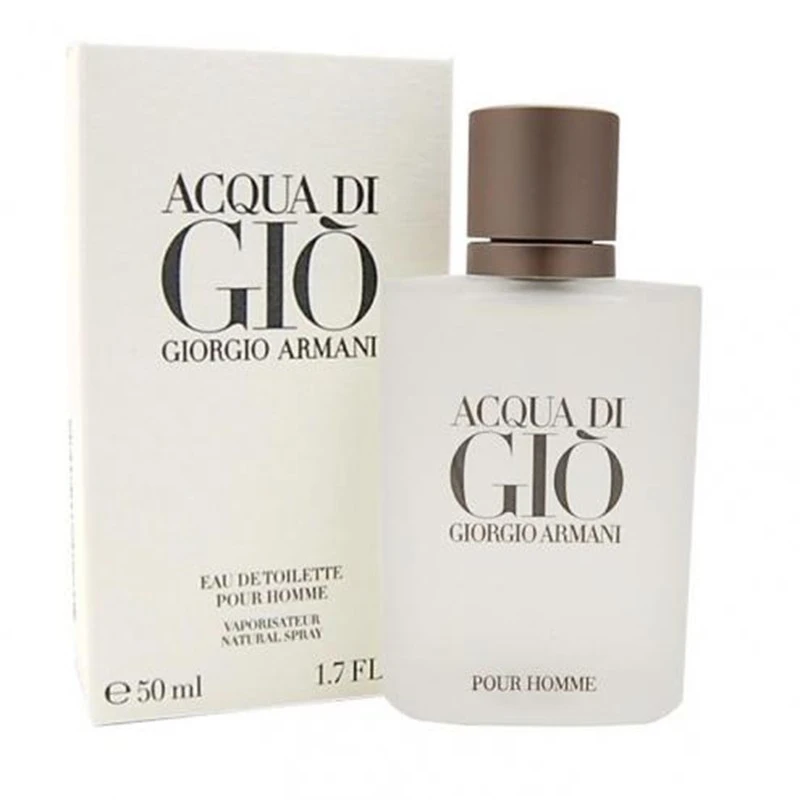 ACQUA DI
GIÒ
GIORGIO ARMANI
EAU DE TOILETTE
POUR HOMME
VAPORISATEUR
NATURAL SPRAY
℮ 50 ml 1.7 FL
ACQUA DI
GIÒ
GIORGIO ARMANI
POUR HOMME